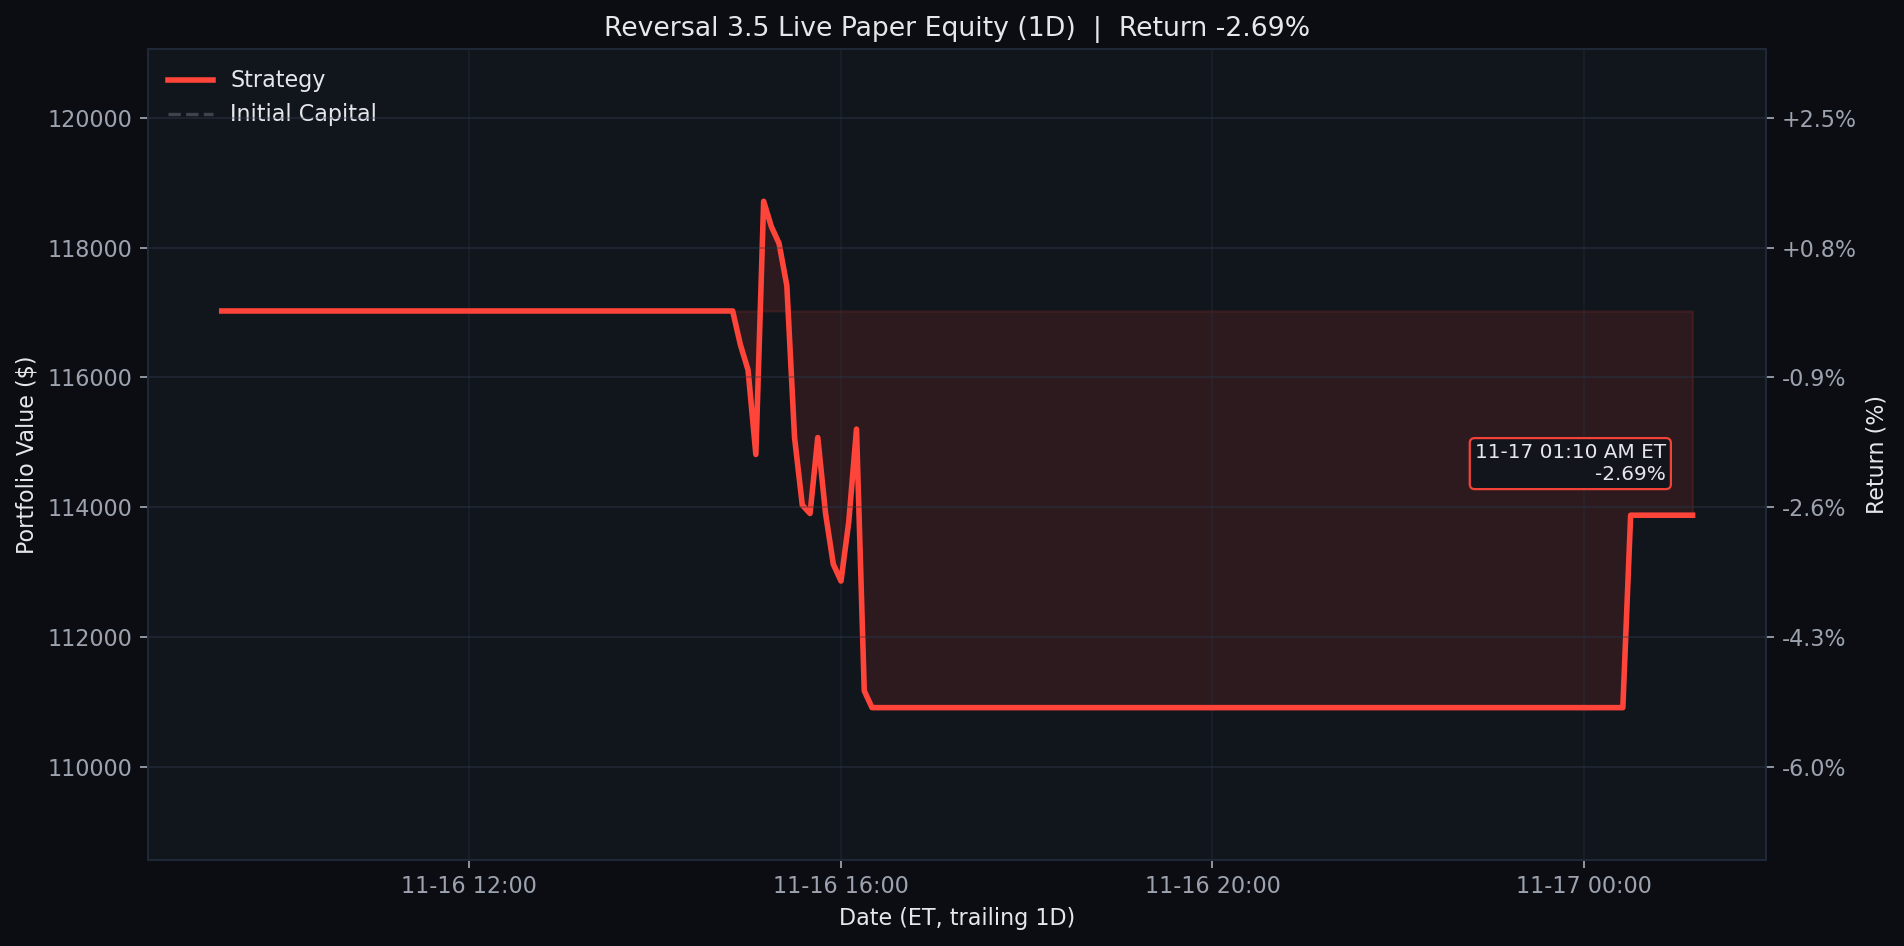 Reversal 3.5 Live Paper Equity (1D)  |  Return -2.69%
Strategy
Initial Capital
Portfolio Value ($)
120000
118000
116000
114000
112000
110000
+2.5%
+0.8%
-0.9%
-2.6%
-4.3%
-6.0%
Return (%)
11-17 01:10 AM ET
-2.69%
11-16 12:00
11-16 16:00
11-16 20:00
11-17 00:00
Date (ET, trailing 1D)